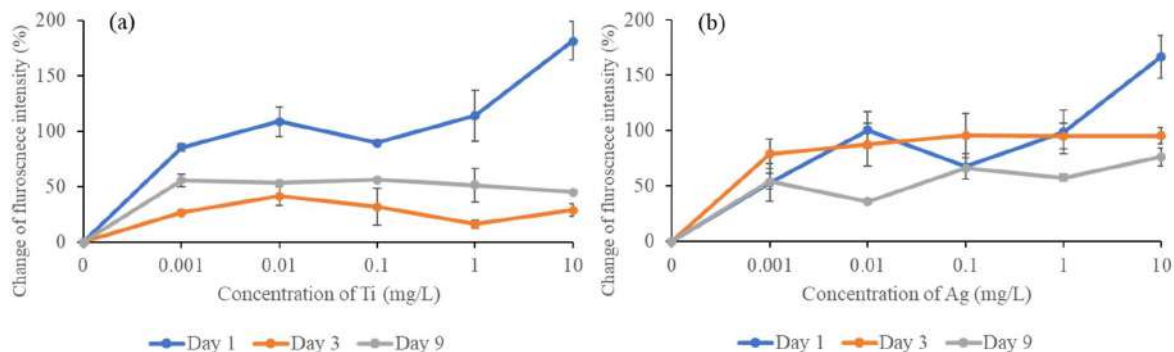 (a)
Change of fluroscnece intensity (%)
200
150
100
50
0
0 0.001 0.01 0.1 1 10
Concentration of Ti (mg/L)
Day 1 Day 3 Day 9
(b)
Change of fluroscnece intensity (%)
200
150
100
50
0
0 0.001 0.01 0.1 1 10
Concentration of Ag (mg/L)
Day 1 Day 3 Day 9